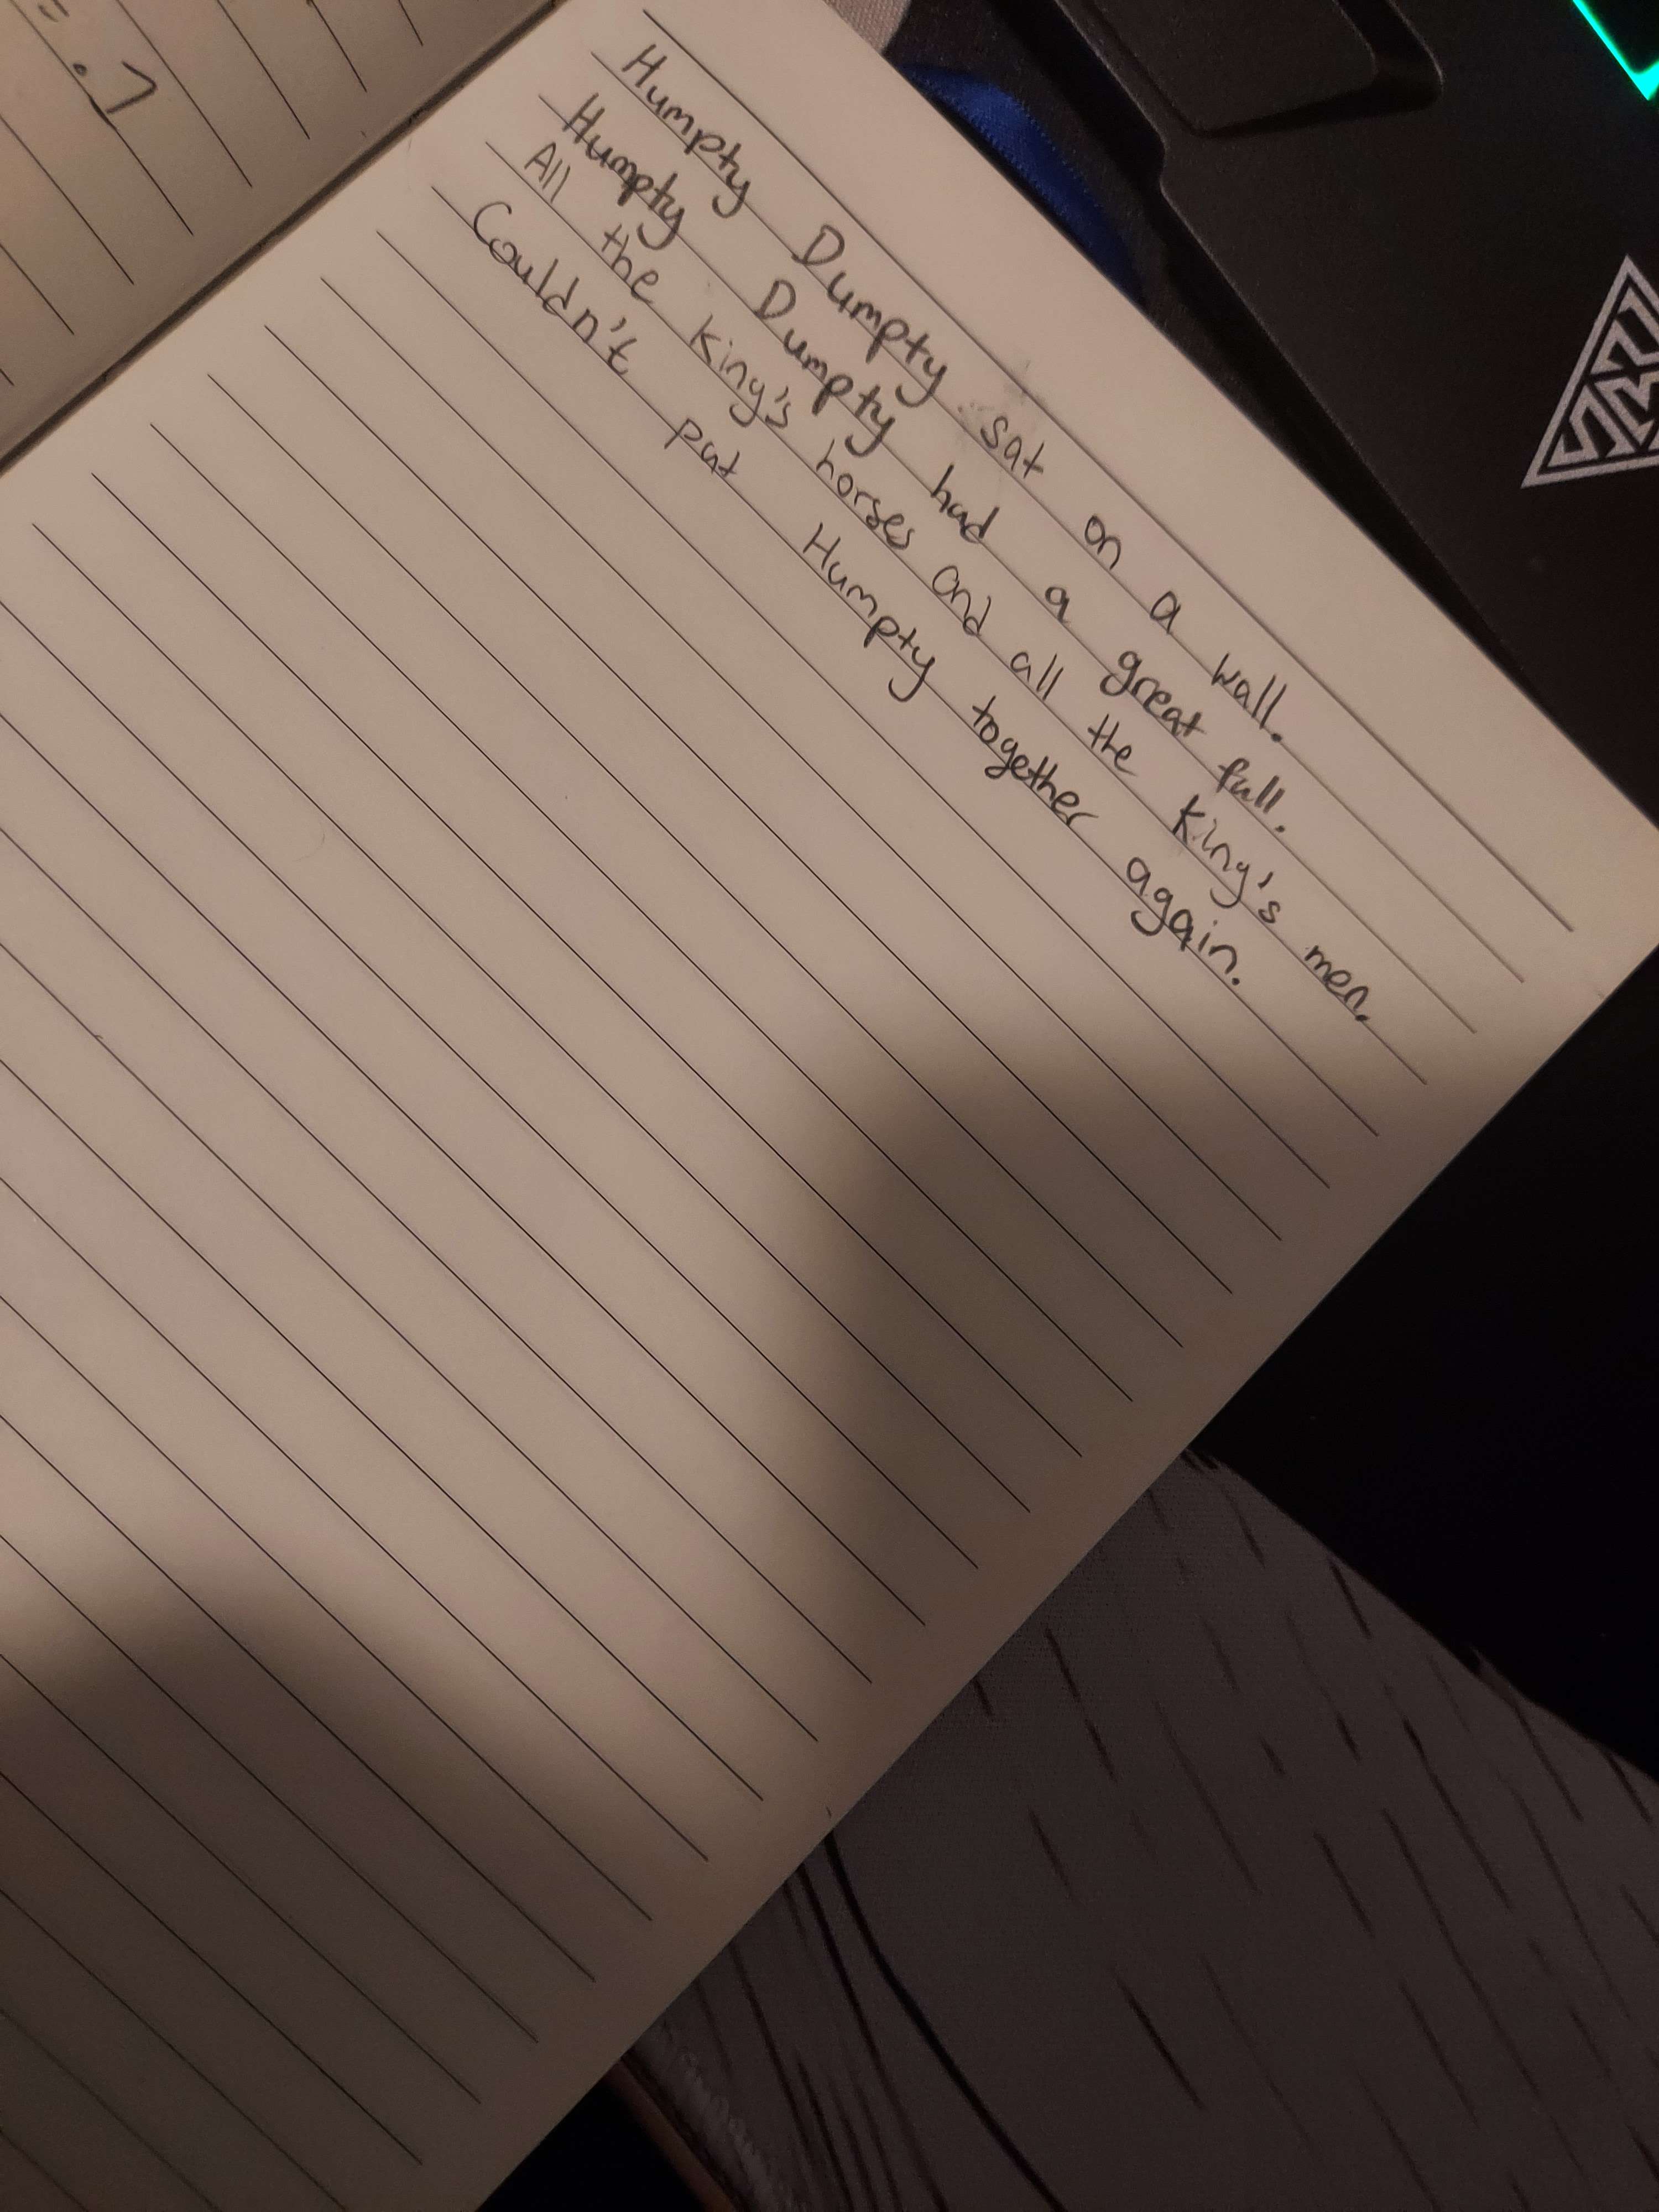 Humpty Dumpty sat on a wall.
Humpty Dumpty had a great fall.
All the king's horses and all the king's men.
Couldn't put Humpty together again.
= .7